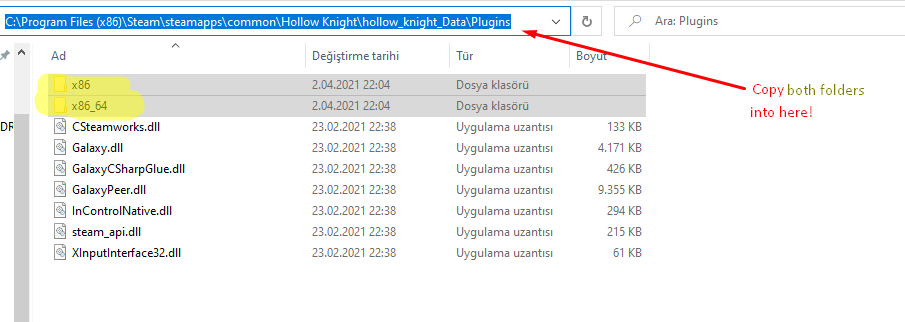 C:\Program Files (x86)\Steam\steamapps\common\Hollow Knight\hollow_knight_Data\Plugins
Ara: Plugins
Ad Değiştirme tarihi Tür Boyut
x86 2.04.2021 22:04 Dosya klasörü
x86_64 2.04.2021 22:04 Dosya klasörü
DR
CSteamworks.dll 23.02.2021 22:38 Uygulama uzantısı 133 KB
Galaxy.dll 23.02.2021 22:38 Uygulama uzantısı 4.171 KB
GalaxyCSharpGlue.dll 23.02.2021 22:38 Uygulama uzantısı 426 KB
GalaxyPeer.dll 23.02.2021 22:38 Uygulama uzantısı 9.355 KB
InControlNative.dll 23.02.2021 22:38 Uygulama uzantısı 294 KB
steam_api.dll 23.02.2021 22:38 Uygulama uzantısı 215 KB
XInputInterface32.dll 23.02.2021 22:38 Uygulama uzantısı 61 KB
Copy both folders
into here!